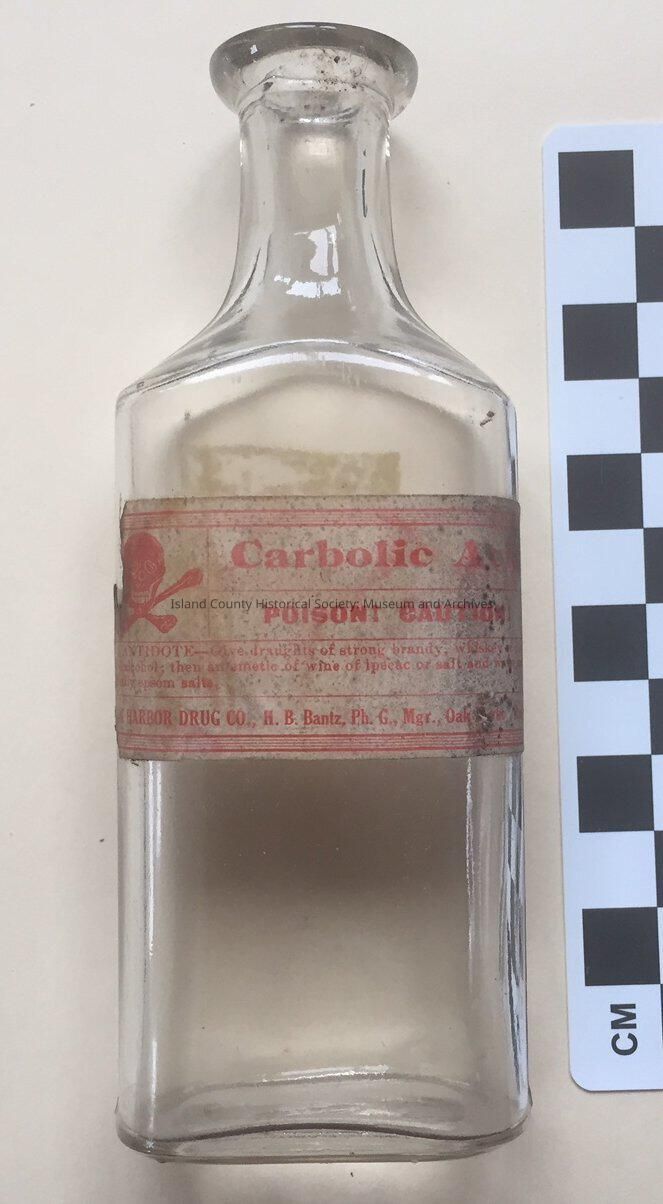 Carbolic
Island County Historical Society: Museum and Archives
POISON! CAUTION
ANTIDOTE—Give draughts of strong brandy, whiskey
alcohol; then an emetic of wine of Ipecac or salt and
epsom salts.
HARBOR DRUG CO., H. B. Bantz, Ph. G., Mgr., Oak
CM